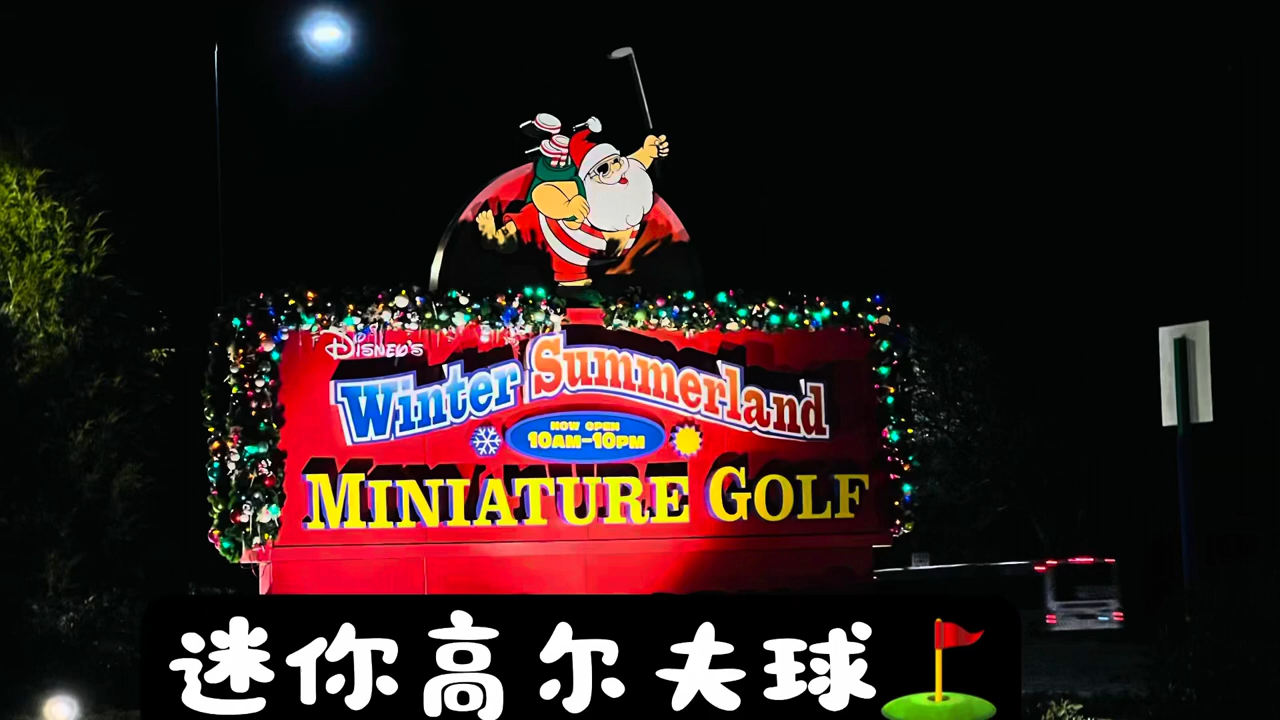 Disney's
Winter Summerland
NOW OPEN
10AM-10PM
MINIATURE GOLF
迷你高尔夫球⛳